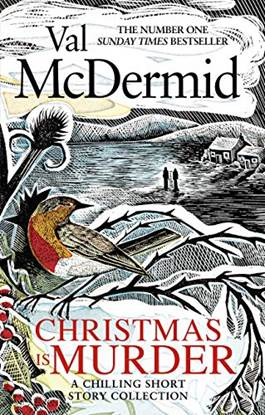 THE NUMBER ONE
SUNDAY TIMES BESTSELLER
Val
McDermid
CHRISTMAS
IS MURDER
A CHILLING SHORT
STORY COLLECTION